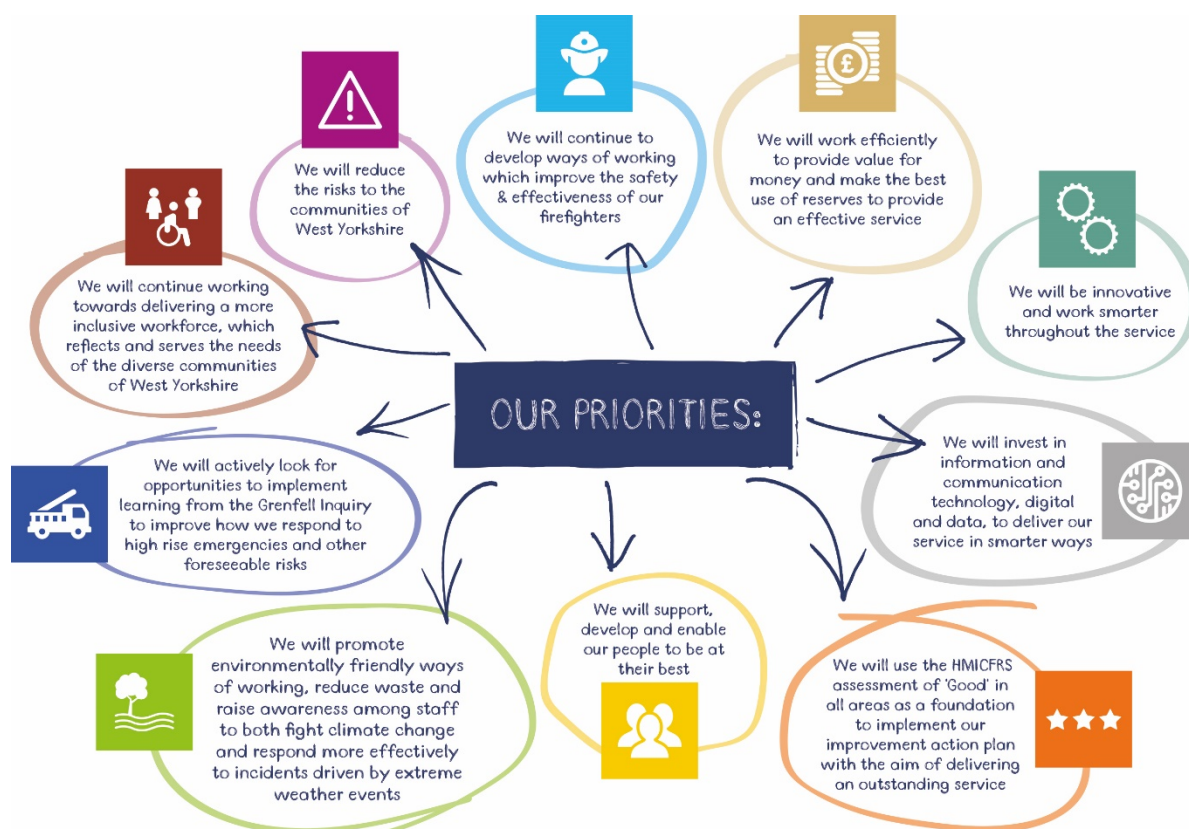 We will reduce
the risks to the
communities of
West Yorkshire
We will continue to
develop ways of working
which improve the safety
& effectiveness of our
firefighters
£
We will work efficiently
to provide value for
money and make the best
use of reserves to provide
an effective service
We will continue working
towards delivering a more
inclusive workforce, which
reflects and serves the needs
of the diverse communities
of West Yorkshire
We will be innovative
and work smarter
throughout the service
OUR PRIORITIES:
We will actively look for
opportunities to implement
learning from the Grenfell Inquiry
to improve how we respond to
high rise emergencies and other
foreseeable risks
We will invest in
information and
communication
technology, digital
and data, to deliver our
service in smarter ways
We will promote
environmentally friendly ways
of working, reduce waste and
raise awareness among staff
to both fight climate change
and respond more effectively
to incidents driven by extreme
weather events
We will support,
develop and enable
our people to be at
their best
We will use the HMICFRS
assessment of 'Good' in
all areas as a foundation
to implement our
improvement action plan
with the aim of delivering
an outstanding service